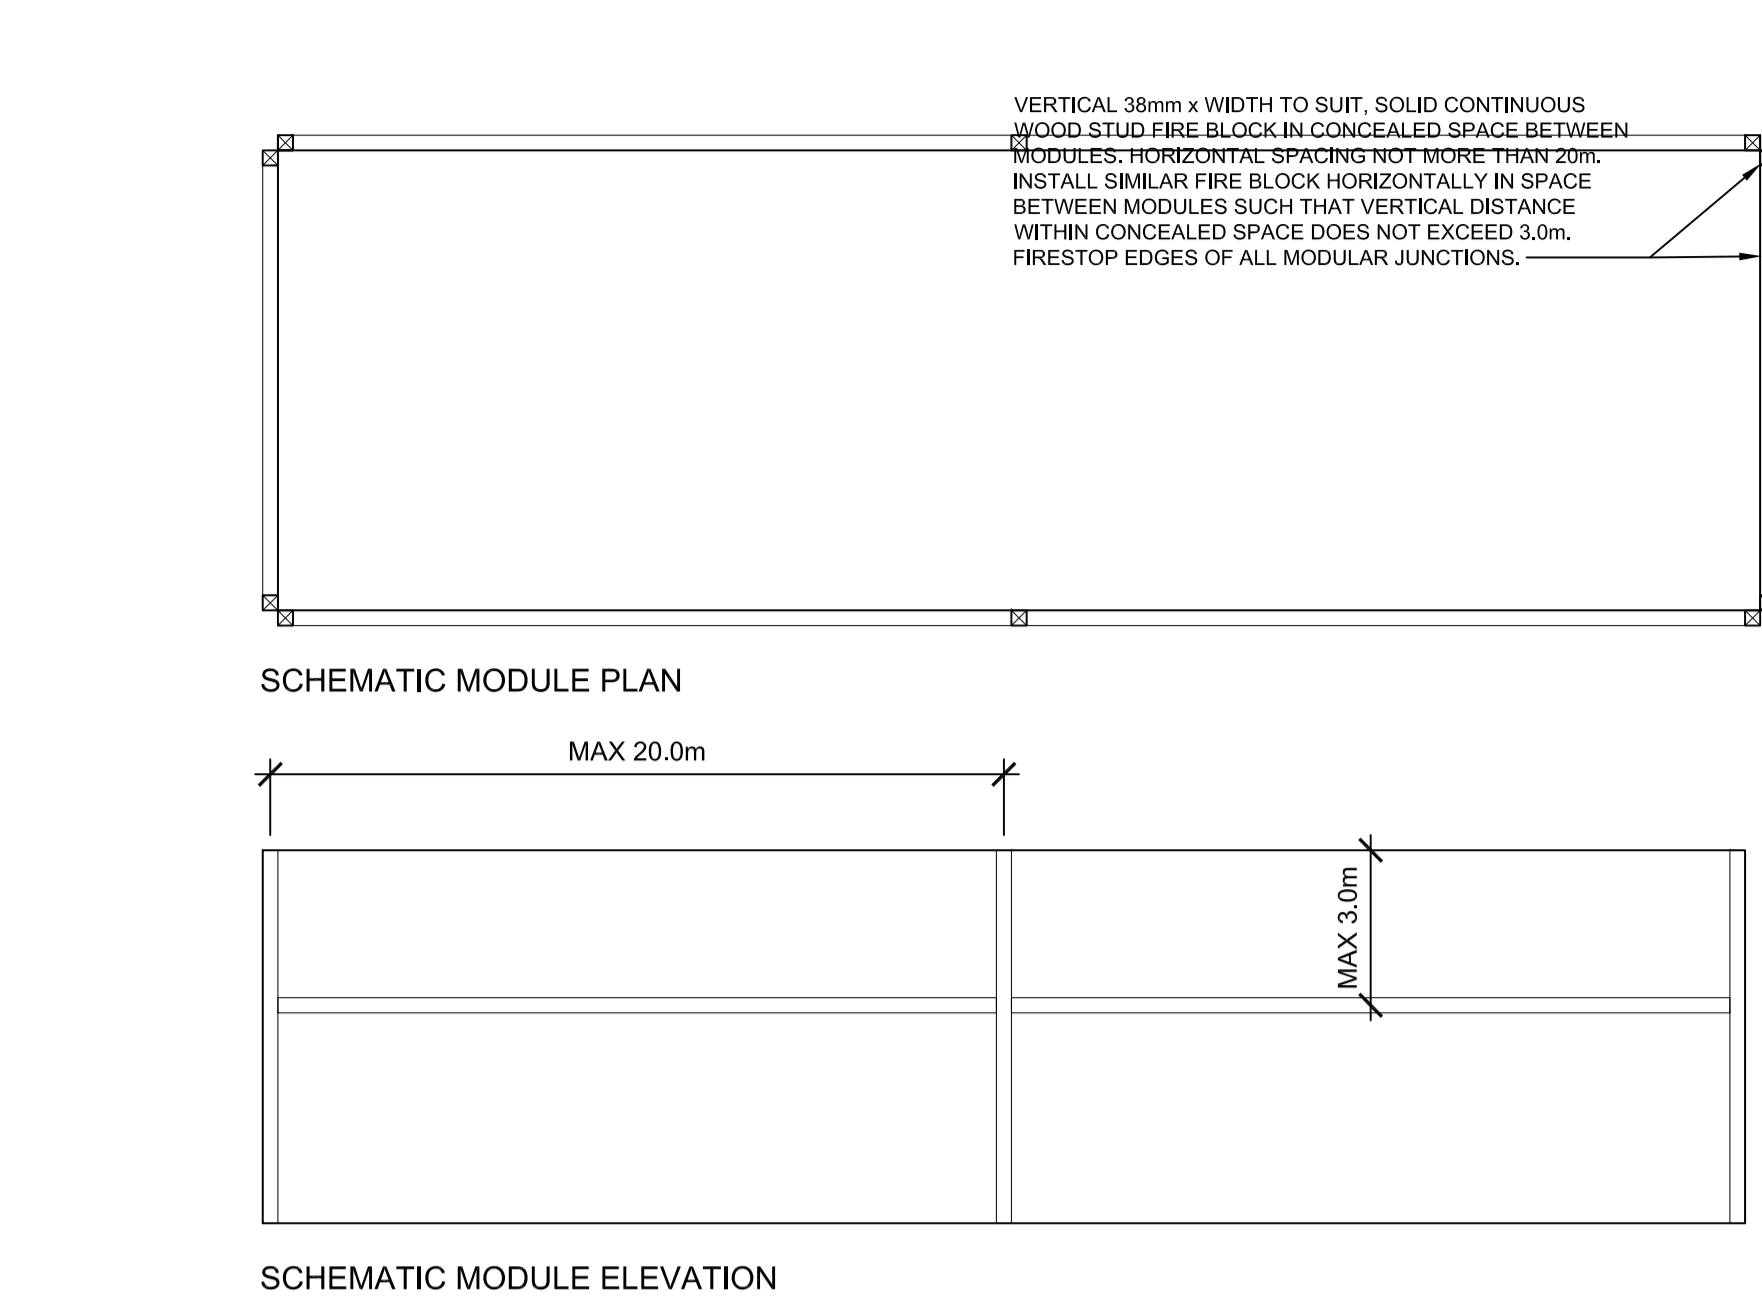 VERTICAL 38mm x WIDTH TO SUIT, SOLID CONTINUOUS
WOOD STUD FIRE BLOCK IN CONCEALED SPACE BETWEEN
MODULES. HORIZONTAL SPACING NOT MORE THAN 20m.
INSTALL SIMILAR FIRE BLOCK HORIZONTALLY IN SPACE
BETWEEN MODULES SUCH THAT VERTICAL DISTANCE
WITHIN CONCEALED SPACE DOES NOT EXCEED 3.0m.
FIRESTOP EDGES OF ALL MODULAR JUNCTIONS.
SCHEMATIC MODULE PLAN
MAX 20.0m
MAX 3.0m
SCHEMATIC MODULE ELEVATION